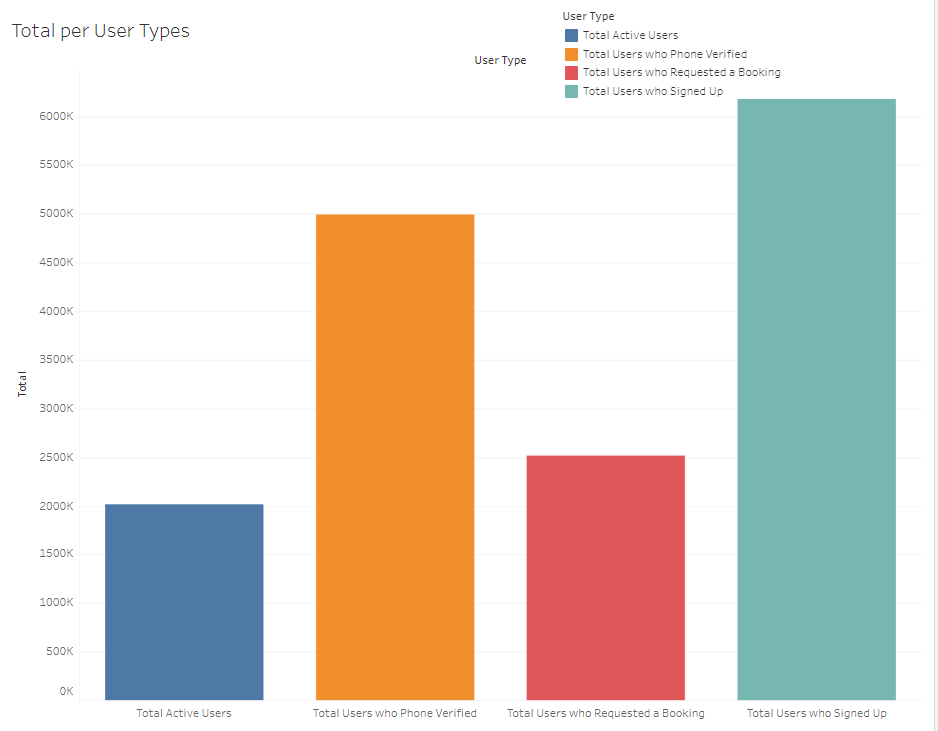 Total per User Types
User Type
Total Active Users
Total Users who Phone Verified
Total Users who Requested a Booking
Total Users who Signed Up
User Type
6000K
5500K
5000K
4500K
4000K
3500K
3000K
2500K
2000K
1500K
1000K
500K
0K
Total
Total Active Users
Total Users who Phone Verified
Total Users who Requested a Booking
Total Users who Signed Up